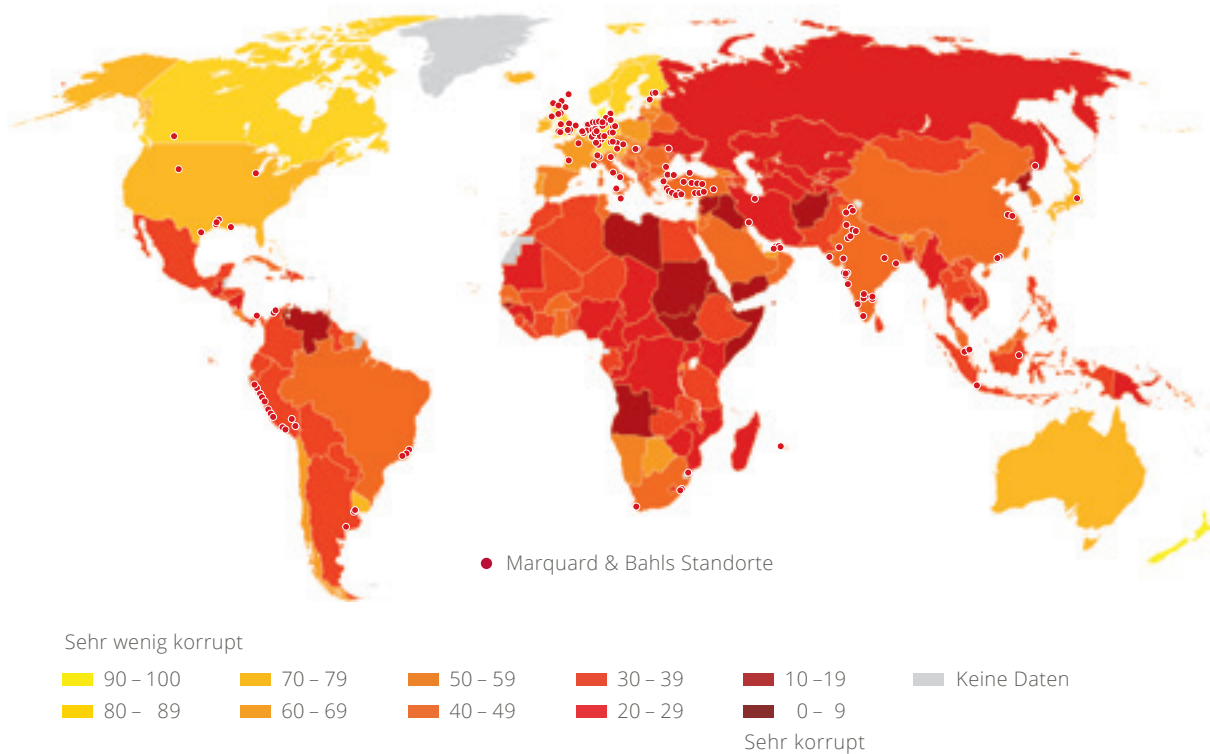 Marquard & Bahls Standorte
Sehr wenig korrupt
90 – 100
70 – 79
50 – 59
30 – 39
10 –19
Keine Daten
80 – 89
60 – 69
40 – 49
20 – 29
0 – 9
Sehr korrupt